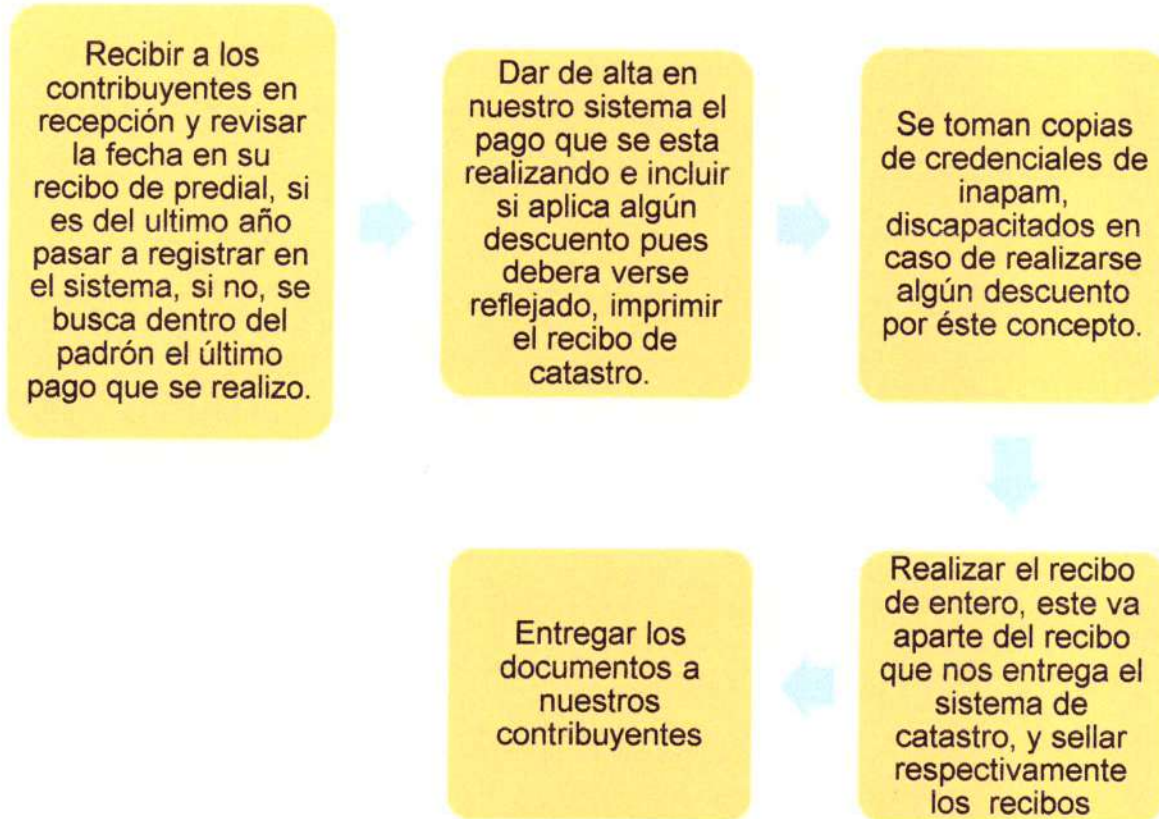 Recibir a los
contribuyentes en
recepción y revisar
la fecha en su
recibo de predial, si
es del ultimo año
pasar a registrar en
el sistema, si no, se
busca dentro del
padrón el último
pago que se realizo.
Dar de alta en
nuestro sistema el
pago que se esta
realizando e incluir
si aplica algún
descuento pues
debera verse
reflejado, imprimir
el recibo de
catastro.
Se toman copias
de credenciales de
inapam,
discapacitados en
caso de realizarse
algún descuento
por éste concepto.
Realizar el recibo
de entero, este va
aparte del recibo
que nos entrega el
sistema de
catastro, y sellar
respectivamente
los recibos
Entregar los
documentos a
nuestros
contribuyentes